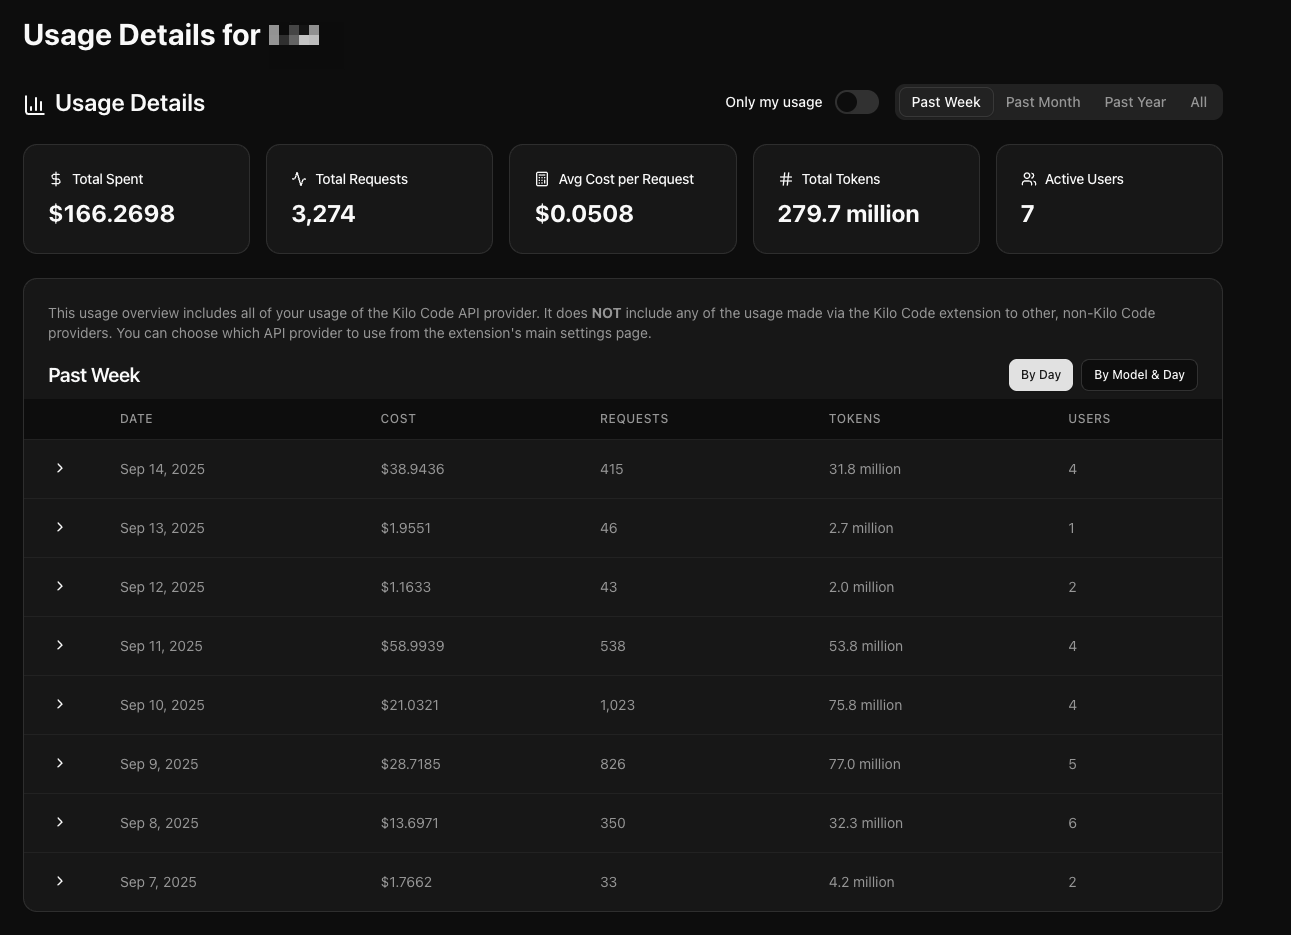 Usage Details for
Usage Details
Only my usage
Past Week Past Month Past Year All
Total Spent
$166.2698
Total Requests
3,274
Avg Cost per Request
$0.0508
Total Tokens
279.7 million
Active Users
7
This usage overview includes all of your usage of the Kilo Code API provider. It does NOT include any of the usage made via the Kilo Code extension to other, non-Kilo Code
providers. You can choose which API provider to use from the extension's main settings page.
Past Week
By Day By Model & Day
DATE COST REQUESTS TOKENS USERS
Sep 14, 2025 $38.9436 415 31.8 million 4
Sep 13, 2025 $1.9551 46 2.7 million 1
Sep 12, 2025 $1.1633 43 2.0 million 2
Sep 11, 2025 $58.9939 538 53.8 million 4
Sep 10, 2025 $21.0321 1,023 75.8 million 4
Sep 9, 2025 $28.7185 826 77.0 million 5
Sep 8, 2025 $13.6971 350 32.3 million 6
Sep 7, 2025 $1.7662 33 4.2 million 2